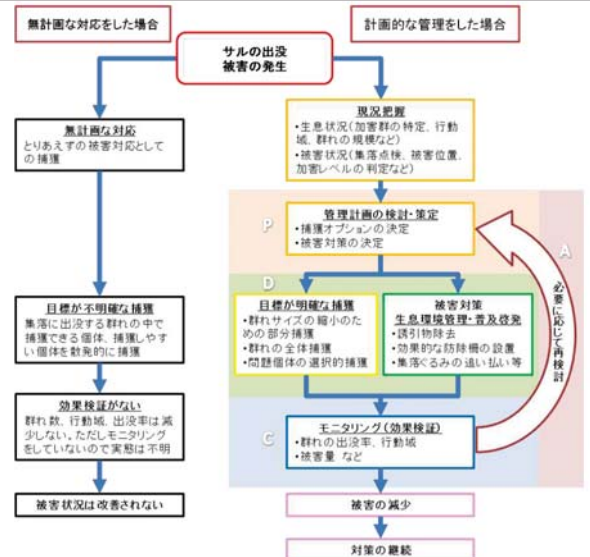 無計画な対応をした場合
計画的な管理をした場合
サルの出没
被害の発生
無計画な対応
とりあえずの被害対応として
の捕獲
目標が不明確な捕獲
集落に出没する群れの中で
捕獲できる個体、捕獲しやす
い個体を散発的に捕獲
効果検証がない
群れ数、行動域、出没率は減
少しない。ただしモニタリング
をしていないので実態は不明
被害状況は改善されない
現況把握
・生息状況(加害群の特定、行動
域、群れの規模など)
・被害状況(集落点検、被害位置、
加害レベルの判定など)
P
管理計画の検討・策定
・捕獲オプションの決定
・被害対策の決定
A
必要に応じて再検討
D
目標が明確な捕獲
・群れサイズの縮小のた
めの部分捕獲
・群れの全体捕獲
・問題個体の選択的捕獲
被害対策
生息環境管理・普及啓発
・誘引物除去
・効果的な防除柵の設置
・集落ぐるみの追い払い等
C
モニタリング(効果検証)
・群れの出没率、行動域
・被害量 など
被害の減少
対策の継続